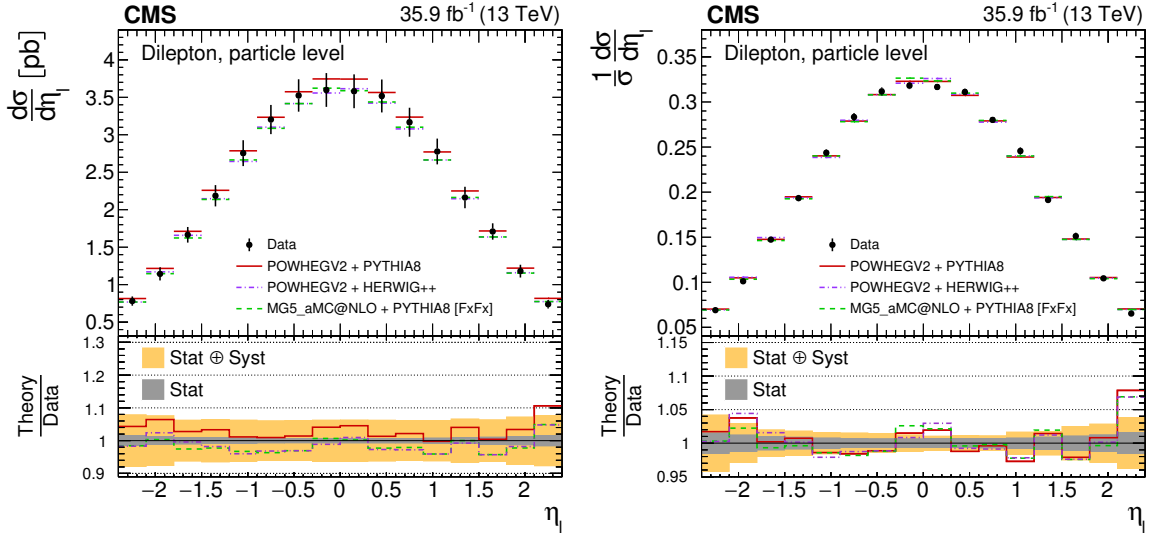 CMS 35.9 fb⁻¹ (13 TeV)
dσ/dηₗ [pb]
Dilepton, particle level
4
3.5
3
2.5
2
1.5
1
0.5
Data
POWHEGV2 + PYTHIA8
POWHEGV2 + HERWIG++
MG5_aMC@NLO + PYTHIA8 [FxFx]
Theory/Data
1.3
1.2
1.1
1
0.9
Stat ⊕ Syst
Stat
−2 −1.5 −1 −0.5 0 0.5 1 1.5 2
ηₗ
CMS 35.9 fb⁻¹ (13 TeV)
1/σ dσ/dηₗ
Dilepton, particle level
0.35
0.3
0.25
0.2
0.15
0.1
0.05
Data
POWHEGV2 + PYTHIA8
POWHEGV2 + HERWIG++
MG5_aMC@NLO + PYTHIA8 [FxFx]
Theory/Data
1.15
1.1
1.05
1
0.95
Stat ⊕ Syst
Stat
−2 −1.5 −1 −0.5 0 0.5 1 1.5 2
ηₗ